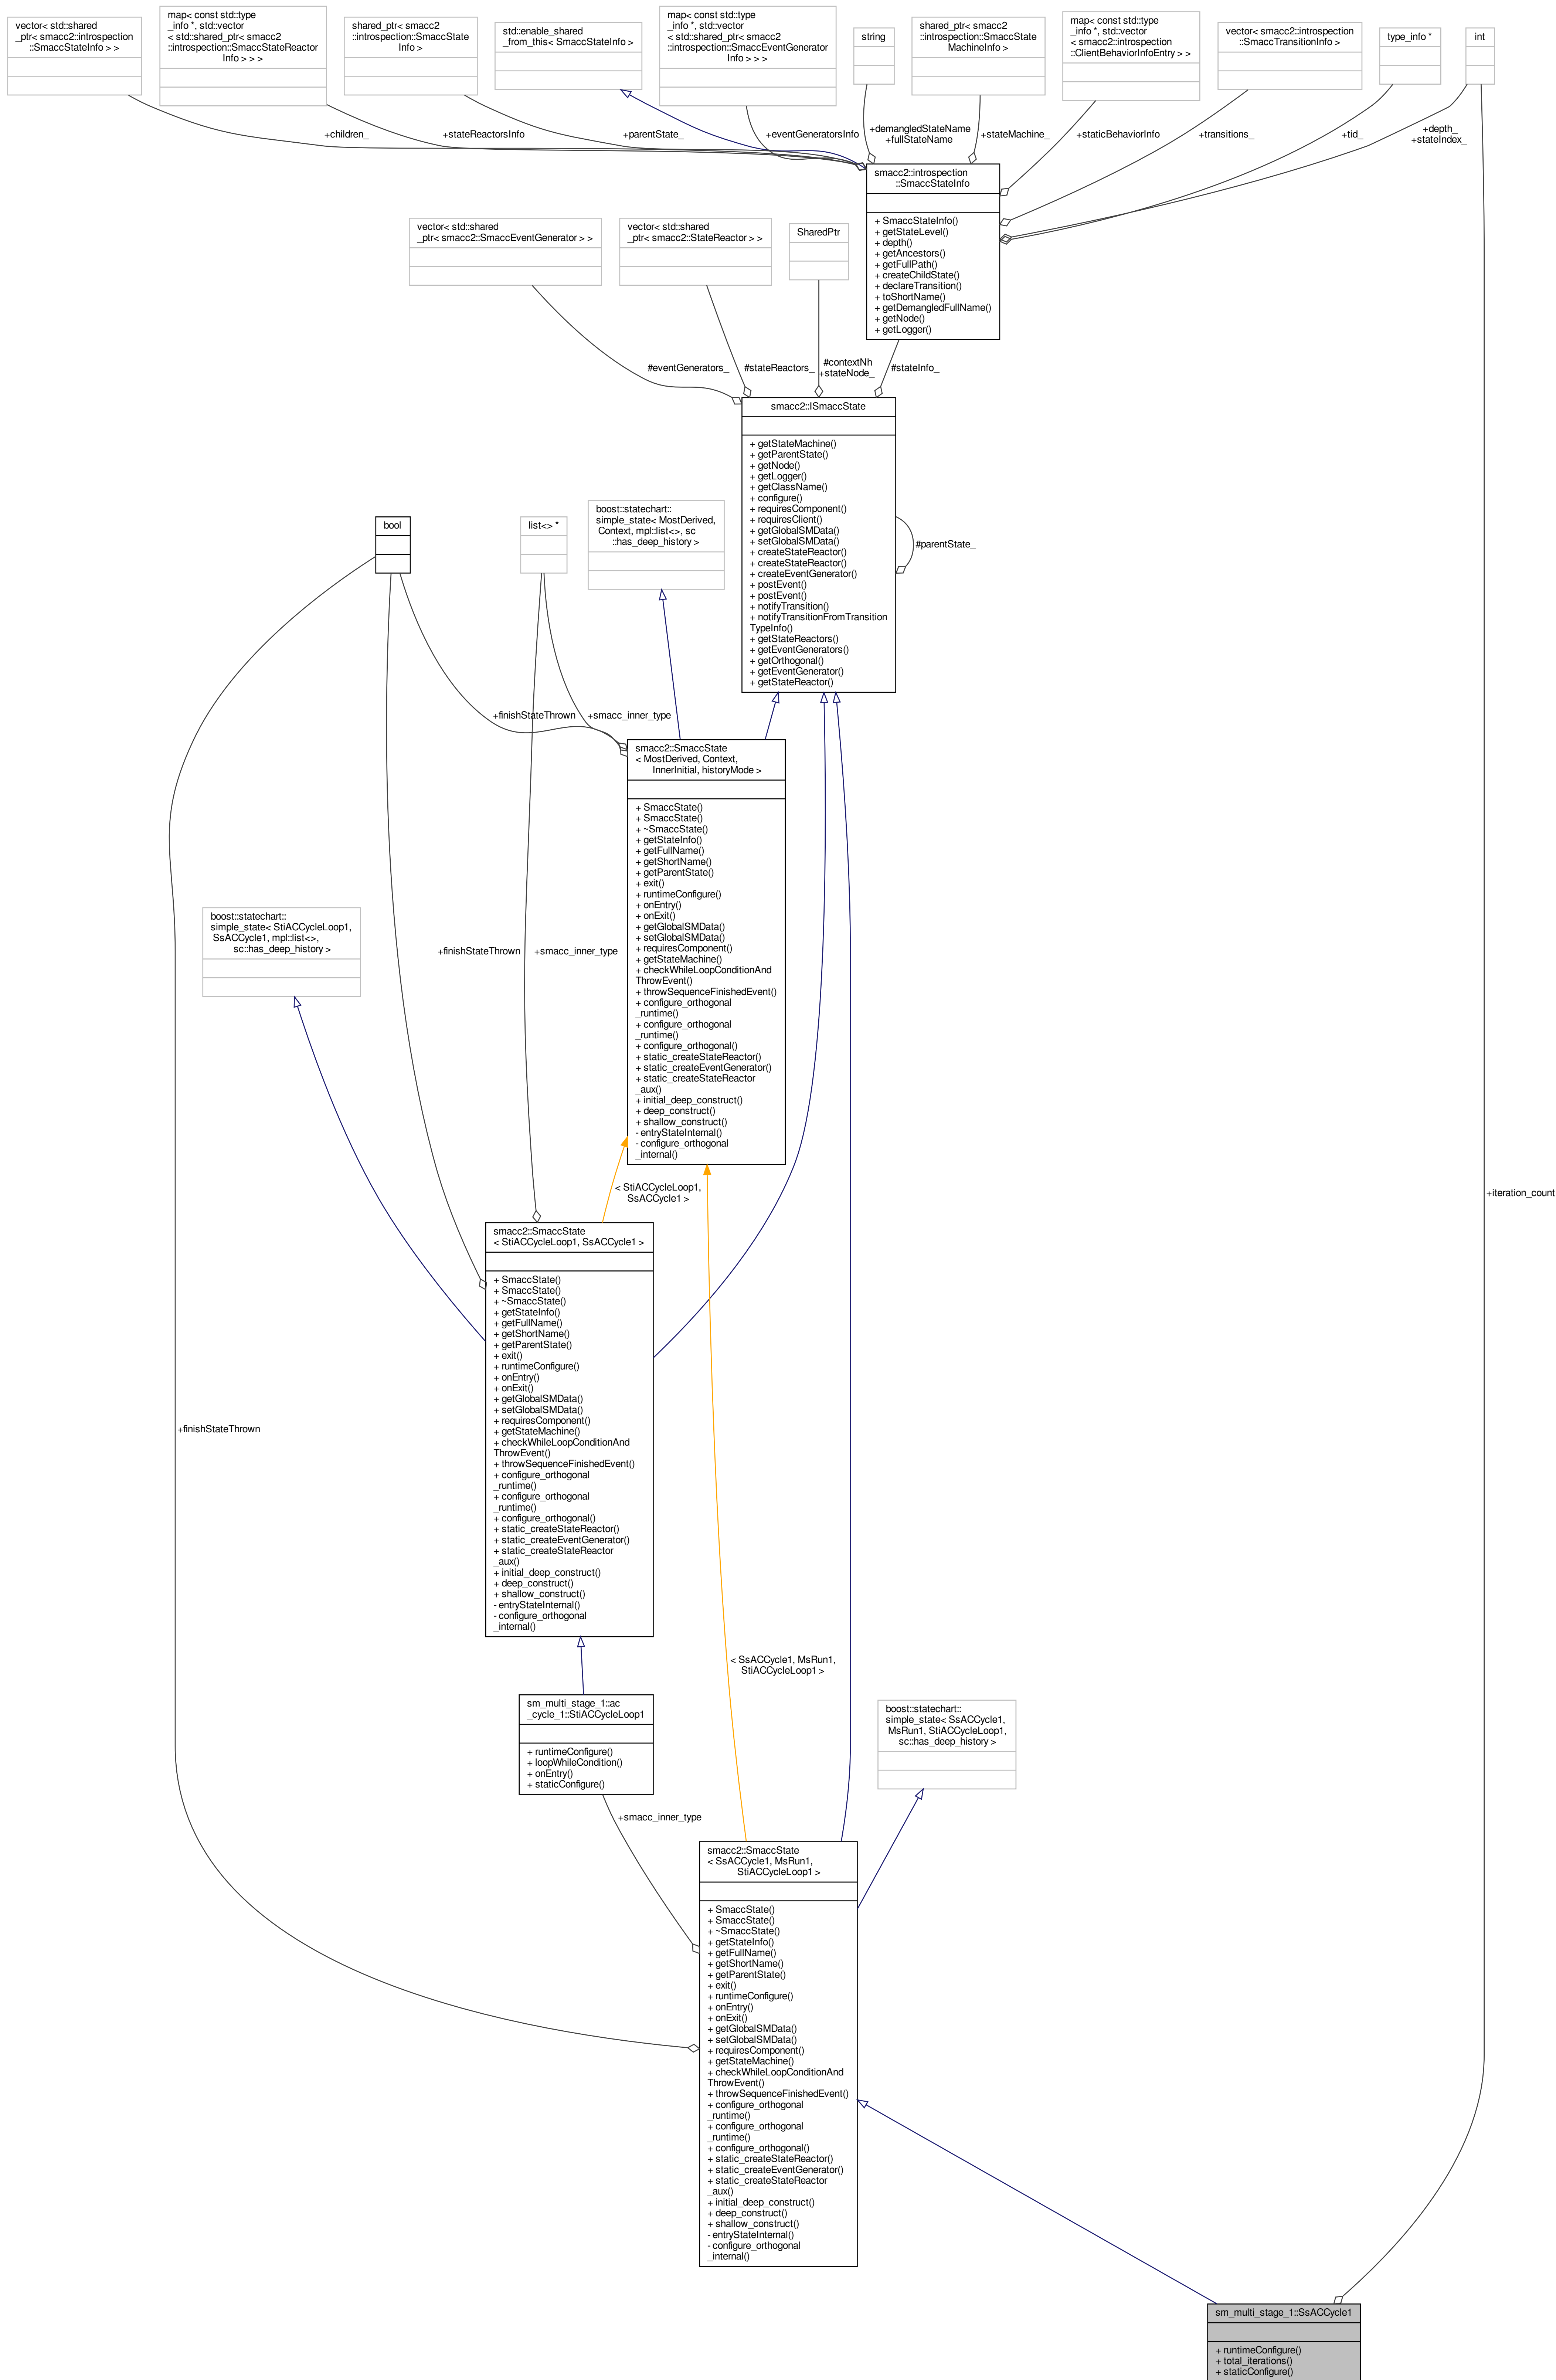 vector< std::shared
_ptr< smacc2::introspection
::SmaccStateInfo > >
map< const std::type
_info *, std::vector
< std::shared_ptr< smacc2
::introspection::SmaccStateReactor
Info > > >
shared_ptr< smacc2
::introspection::SmaccState
Info >
std::enable_shared
_from_this< SmaccStateInfo >
map< const std::type
_info *, std::vector
< std::shared_ptr< smacc2
::introspection::SmaccEventGenerator
Info > > >
string
shared_ptr< smacc2
::introspection::SmaccState
MachineInfo >
map< const std::type
_info *, std::vector
< smacc2::introspection
::ClientBehaviorInfoEntry > >
vector< smacc2::introspection
::SmaccTransitionInfo >
type_info *
int
+children_
+stateReactorsInfo
+parentState_
+eventGeneratorsInfo
+demangledStateName
+fullStateName
+stateMachine_
+staticBehaviorInfo
+transitions_
+tid_
+depth_
+stateIndex_
smacc2::introspection
::SmaccStateInfo
+ SmaccStateInfo()
+ getStateLevel()
+ depth()
+ getAncestors()
+ getFullPath()
+ createChildState()
+ declareTransition()
+ toShortName()
+ getDemangledFullName()
+ getNode()
+ getLogger()
vector< std::shared
_ptr< smacc2::SmaccEventGenerator > >
vector< std::shared
_ptr< smacc2::StateReactor > >
SharedPtr
#eventGenerators_
#stateReactors_
#contextNh
+stateNode_
#stateInfo_
smacc2::ISmaccState
+ getStateMachine()
+ getParentState()
+ getNode()
+ getLogger()
+ getClassName()
+ configure()
+ requiresComponent()
+ requiresClient()
+ getGlobalSMData()
+ setGlobalSMData()
+ createStateReactor()
+ createStateReactor()
+ createEventGenerator()
+ postEvent()
+ postEvent()
+ notifyTransition()
+ notifyTransitionFromTransition
TypeInfo()
+ getStateReactors()
+ getEventGenerators()
+ getOrthogonal()
+ getEventGenerator()
+ getStateReactor()
#parentState_
bool
list<> *
boost::statechart::
simple_state< MostDerived,
Context, mpl::list<>, sc
::has_deep_history >
+finishStateThrown
+smacc_inner_type
smacc2::SmaccState
< MostDerived, Context,
InnerInitial, historyMode >
+ SmaccState()
+ SmaccState()
+ ~SmaccState()
+ getStateInfo()
+ getFullName()
+ getShortName()
+ getParentState()
+ exit()
+ runtimeConfigure()
+ onEntry()
+ onExit()
+ getGlobalSMData()
+ setGlobalSMData()
+ requiresComponent()
+ getStateMachine()
+ checkWhileLoopConditionAnd
ThrowEvent()
+ throwSequenceFinishedEvent()
+ configure_orthogonal
_runtime()
+ configure_orthogonal
_runtime()
+ configure_orthogonal()
+ static_createStateReactor()
+ static_createEventGenerator()
+ static_createStateReactor
_aux()
+ initial_deep_construct()
+ deep_construct()
+ shallow_construct()
- entryStateInternal()
- configure_orthogonal
_internal()
boost::statechart::
simple_state< StiACCycleLoop1,
SsACCycle1, mpl::list<>,
sc::has_deep_history >
+finishStateThrown
+smacc_inner_type
< StiACCycleLoop1,
SsACCycle1 >
+iteration_count
smacc2::SmaccState
< StiACCycleLoop1, SsACCycle1 >
+ SmaccState()
+ SmaccState()
+ ~SmaccState()
+ getStateInfo()
+ getFullName()
+ getShortName()
+ getParentState()
+ exit()
+ runtimeConfigure()
+ onEntry()
+ onExit()
+ getGlobalSMData()
+ setGlobalSMData()
+ requiresComponent()
+ getStateMachine()
+ checkWhileLoopConditionAnd
ThrowEvent()
+ throwSequenceFinishedEvent()
+ configure_orthogonal
_runtime()
+ configure_orthogonal
_runtime()
+ configure_orthogonal()
+ static_createStateReactor()
+ static_createEventGenerator()
+ static_createStateReactor
_aux()
+ initial_deep_construct()
+ deep_construct()
+ shallow_construct()
- entryStateInternal()
- configure_orthogonal
_internal()
+finishStateThrown
< SsACCycle1, MsRun1,
StiACCycleLoop1 >
sm_multi_stage_1::ac
_cycle_1::StiACCycleLoop1
+ runtimeConfigure()
+ loopWhileCondition()
+ onEntry()
+ staticConfigure()
boost::statechart::
simple_state< SsACCycle1,
MsRun1, StiACCycleLoop1,
sc::has_deep_history >
+smacc_inner_type
smacc2::SmaccState
< SsACCycle1, MsRun1,
StiACCycleLoop1 >
+ SmaccState()
+ SmaccState()
+ ~SmaccState()
+ getStateInfo()
+ getFullName()
+ getShortName()
+ getParentState()
+ exit()
+ runtimeConfigure()
+ onEntry()
+ onExit()
+ getGlobalSMData()
+ setGlobalSMData()
+ requiresComponent()
+ getStateMachine()
+ checkWhileLoopConditionAnd
ThrowEvent()
+ throwSequenceFinishedEvent()
+ configure_orthogonal
_runtime()
+ configure_orthogonal
_runtime()
+ configure_orthogonal()
+ static_createStateReactor()
+ static_createEventGenerator()
+ static_createStateReactor
_aux()
+ initial_deep_construct()
+ deep_construct()
+ shallow_construct()
- entryStateInternal()
- configure_orthogonal
_internal()
sm_multi_stage_1::SsACCycle1
+ runtimeConfigure()
+ total_iterations()
+ staticConfigure()